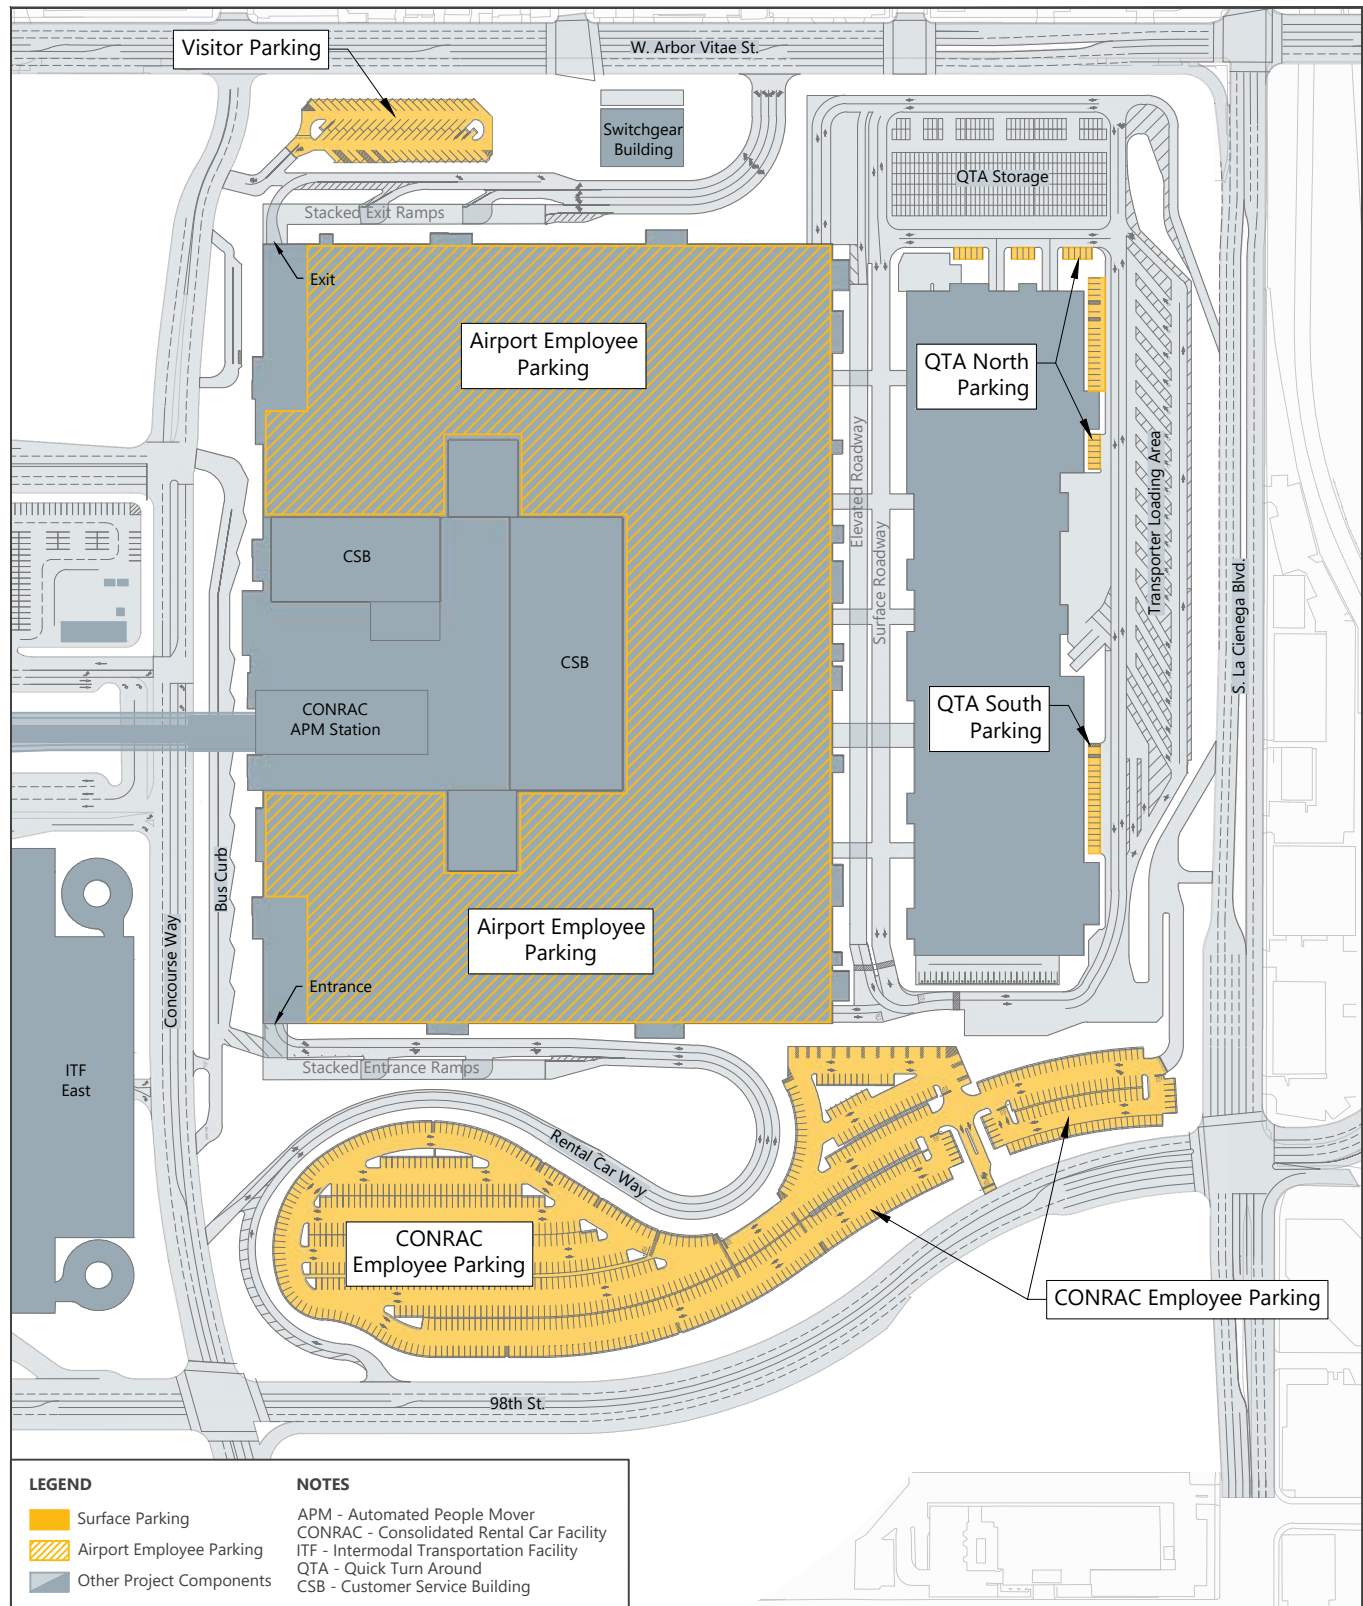 W. Arbor Vitae St.
Visitor Parking
Switchgear
Building
QTA Storage
Stacked Exit Ramps
Exit
Airport Employee
Parking
QTA North
Parking
Elevated Roadway
Surface Roadway
Transporter Loading Area
S. La Cienega Blvd.
CSB
CSB
CONRAC
APM Station
QTA South
Parking
Bus Curb
Concourse Way
Airport Employee
Parking
Entrance
Stacked Entrance Ramps
ITF
East
Rental Car Way
CONRAC
Employee Parking
CONRAC Employee Parking
98th St.
LEGEND
Surface Parking
Airport Employee Parking
Other Project Components
NOTES
APM - Automated People Mover
CONRAC - Consolidated Rental Car Facility
ITF - Intermodal Transportation Facility
QTA - Quick Turn Around
CSB - Customer Service Building